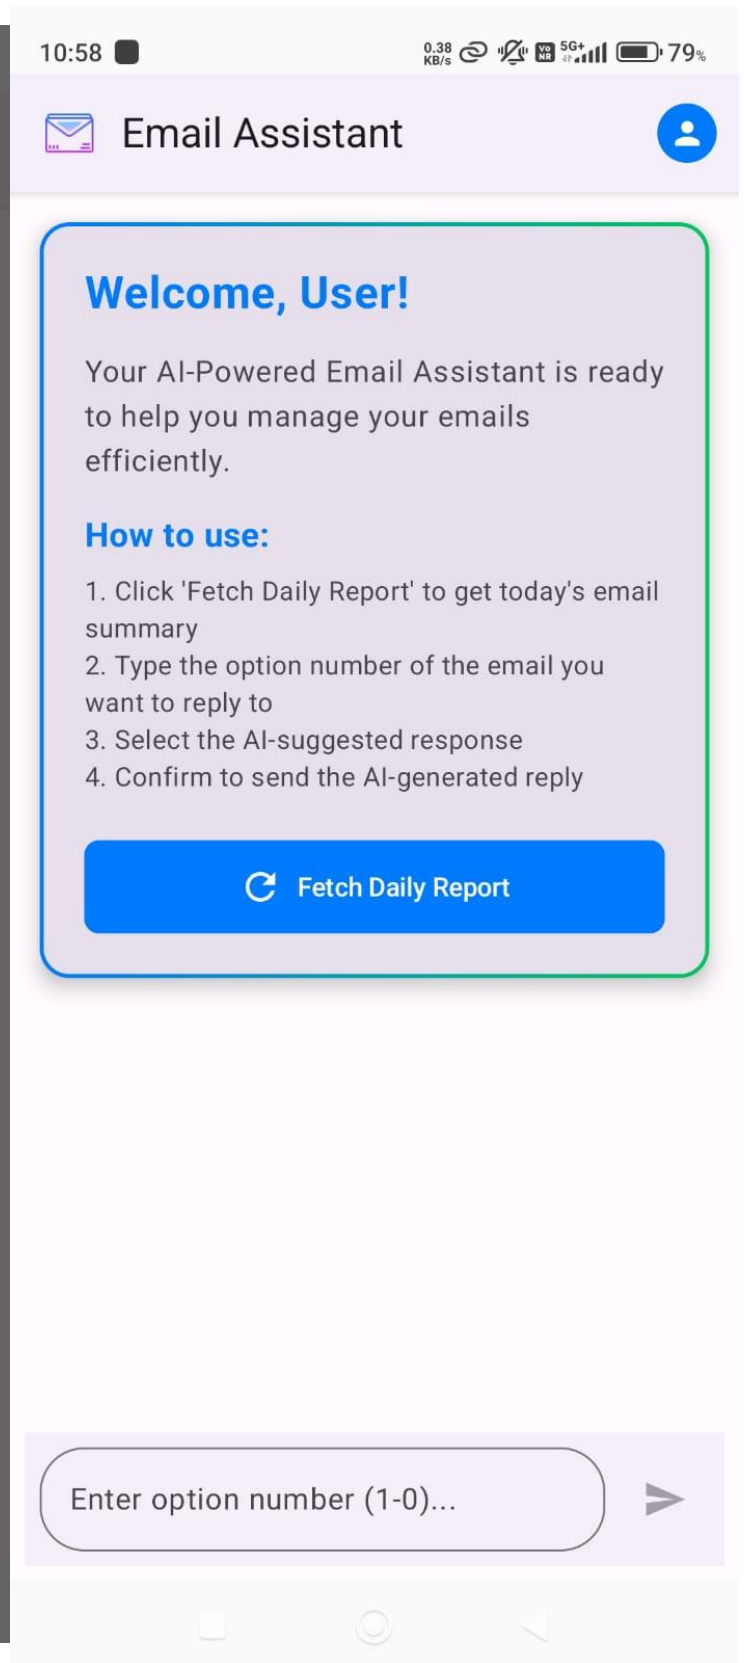 10:58
0.38 KB/s Vo NR 5G+ 79%
Email Assistant
Welcome, User!
Your AI-Powered Email Assistant is ready
to help you manage your emails
efficiently.
How to use:
1. Click 'Fetch Daily Report' to get today's email
summary
2. Type the option number of the email you
want to reply to
3. Select the AI-suggested response
4. Confirm to send the AI-generated reply
Fetch Daily Report
Enter option number (1-0)...